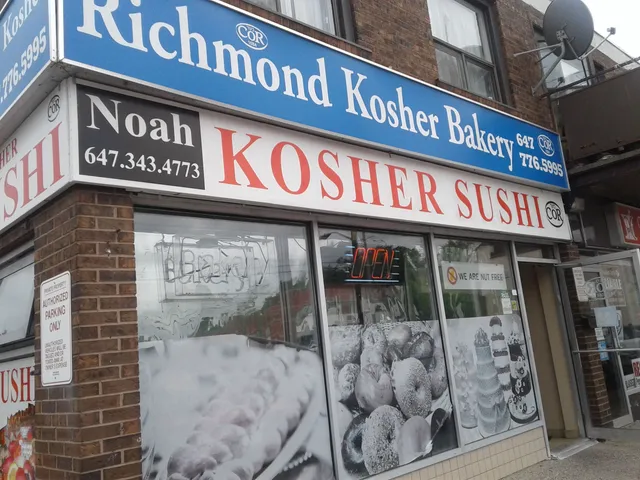 Kosher
.776.5995
COR
Richmond Kosher Bakery
647
776.5995
COR
Noah
647.343.4773
KOSHER SUSHI
COR
SHI
Bakery
OPEN
WE ARE NUT FREE
AUTHORIZED
PARKING
ONLY
USH